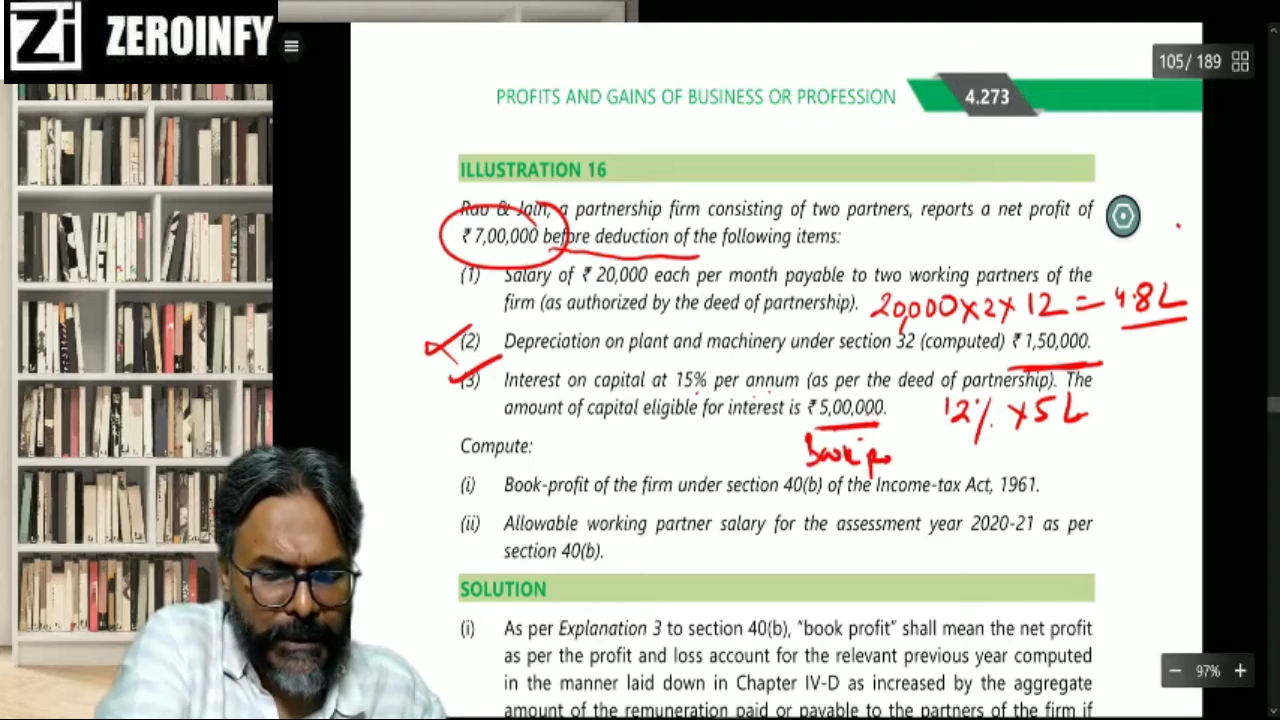 Zi ZEROINFY
105/ 189
PROFITS AND GAINS OF BUSINESS OR PROFESSION 4.273
ILLUSTRATION 16
Rao & Jain, a partnership firm consisting of two partners, reports a net profit of
₹ 7,00,000 before deduction of the following items:
(1) Salary of ₹ 20,000 each per month payable to two working partners of the
firm (as authorized by the deed of partnership). 20,000 x 2 x 12 = 4.8L
(2) Depreciation on plant and machinery under section 32 (computed) ₹ 1,50,000.
(3) Interest on capital at 15% per annum (as per the deed of partnership). The
amount of capital eligible for interest is ₹ 5,00,000. 12% x 5L
Compute:
Book
(i) Book-profit of the firm under section 40(b) of the Income-tax Act, 1961.
(ii) Allowable working partner salary for the assessment year 2020-21 as per
section 40(b).
SOLUTION
(i) As per Explanation 3 to section 40(b), "book profit" shall mean the net profit
as per the profit and loss account for the relevant previous year computed
in the manner laid down in Chapter IV-D as increased by the aggregate
amount of the remuneration paid or payable to the partners of the firm if
97%